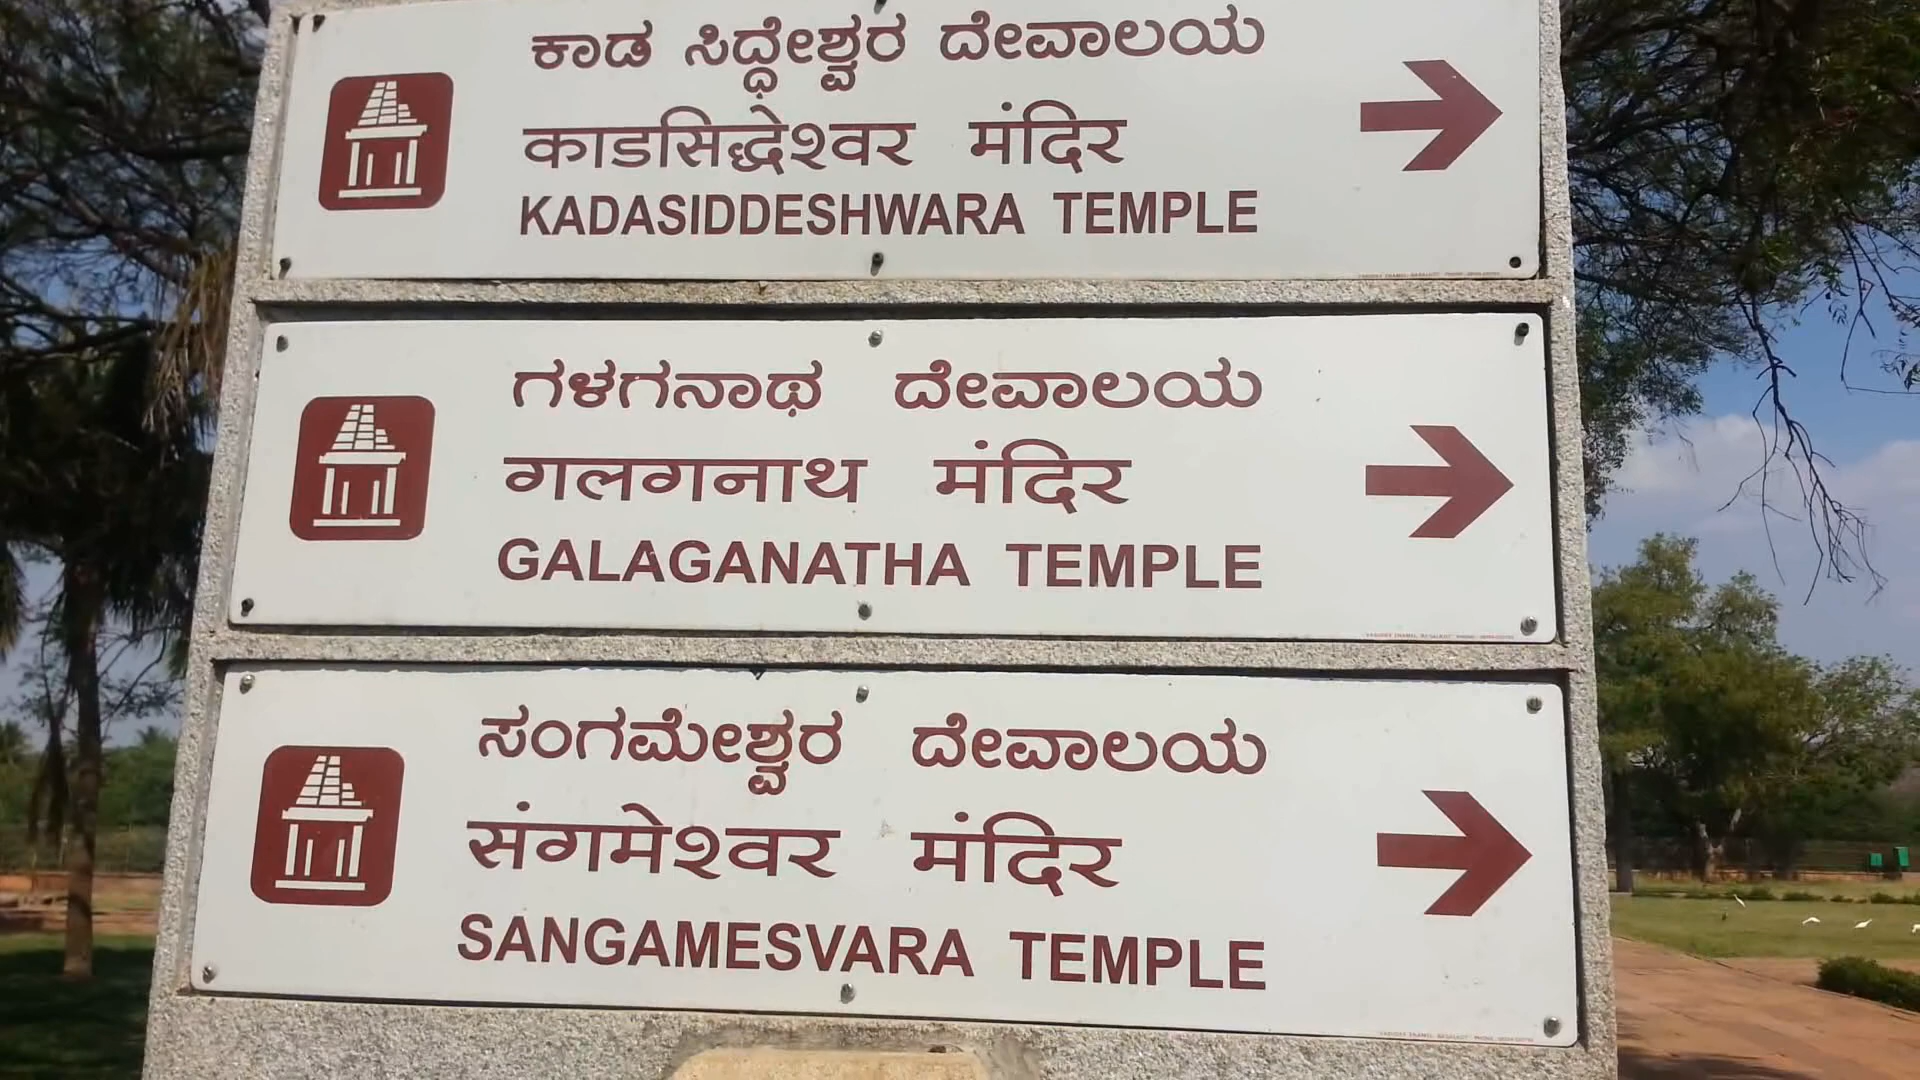 ಕಾಡ ಸಿದ್ಧೇಶ್ವರ ದೇವಾಲಯ
काडसिद्धेश्वर मंदिर
KADASIDDESHWARA TEMPLE
ಗಳಗನಾಥ ದೇವಾಲಯ
गलगनाथ मंदिर
GALAGANATHA TEMPLE
ಸಂಗಮೇಶ್ವರ ದೇವಾಲಯ
संगमेश्वर मंदिर
SANGAMESVARA TEMPLE